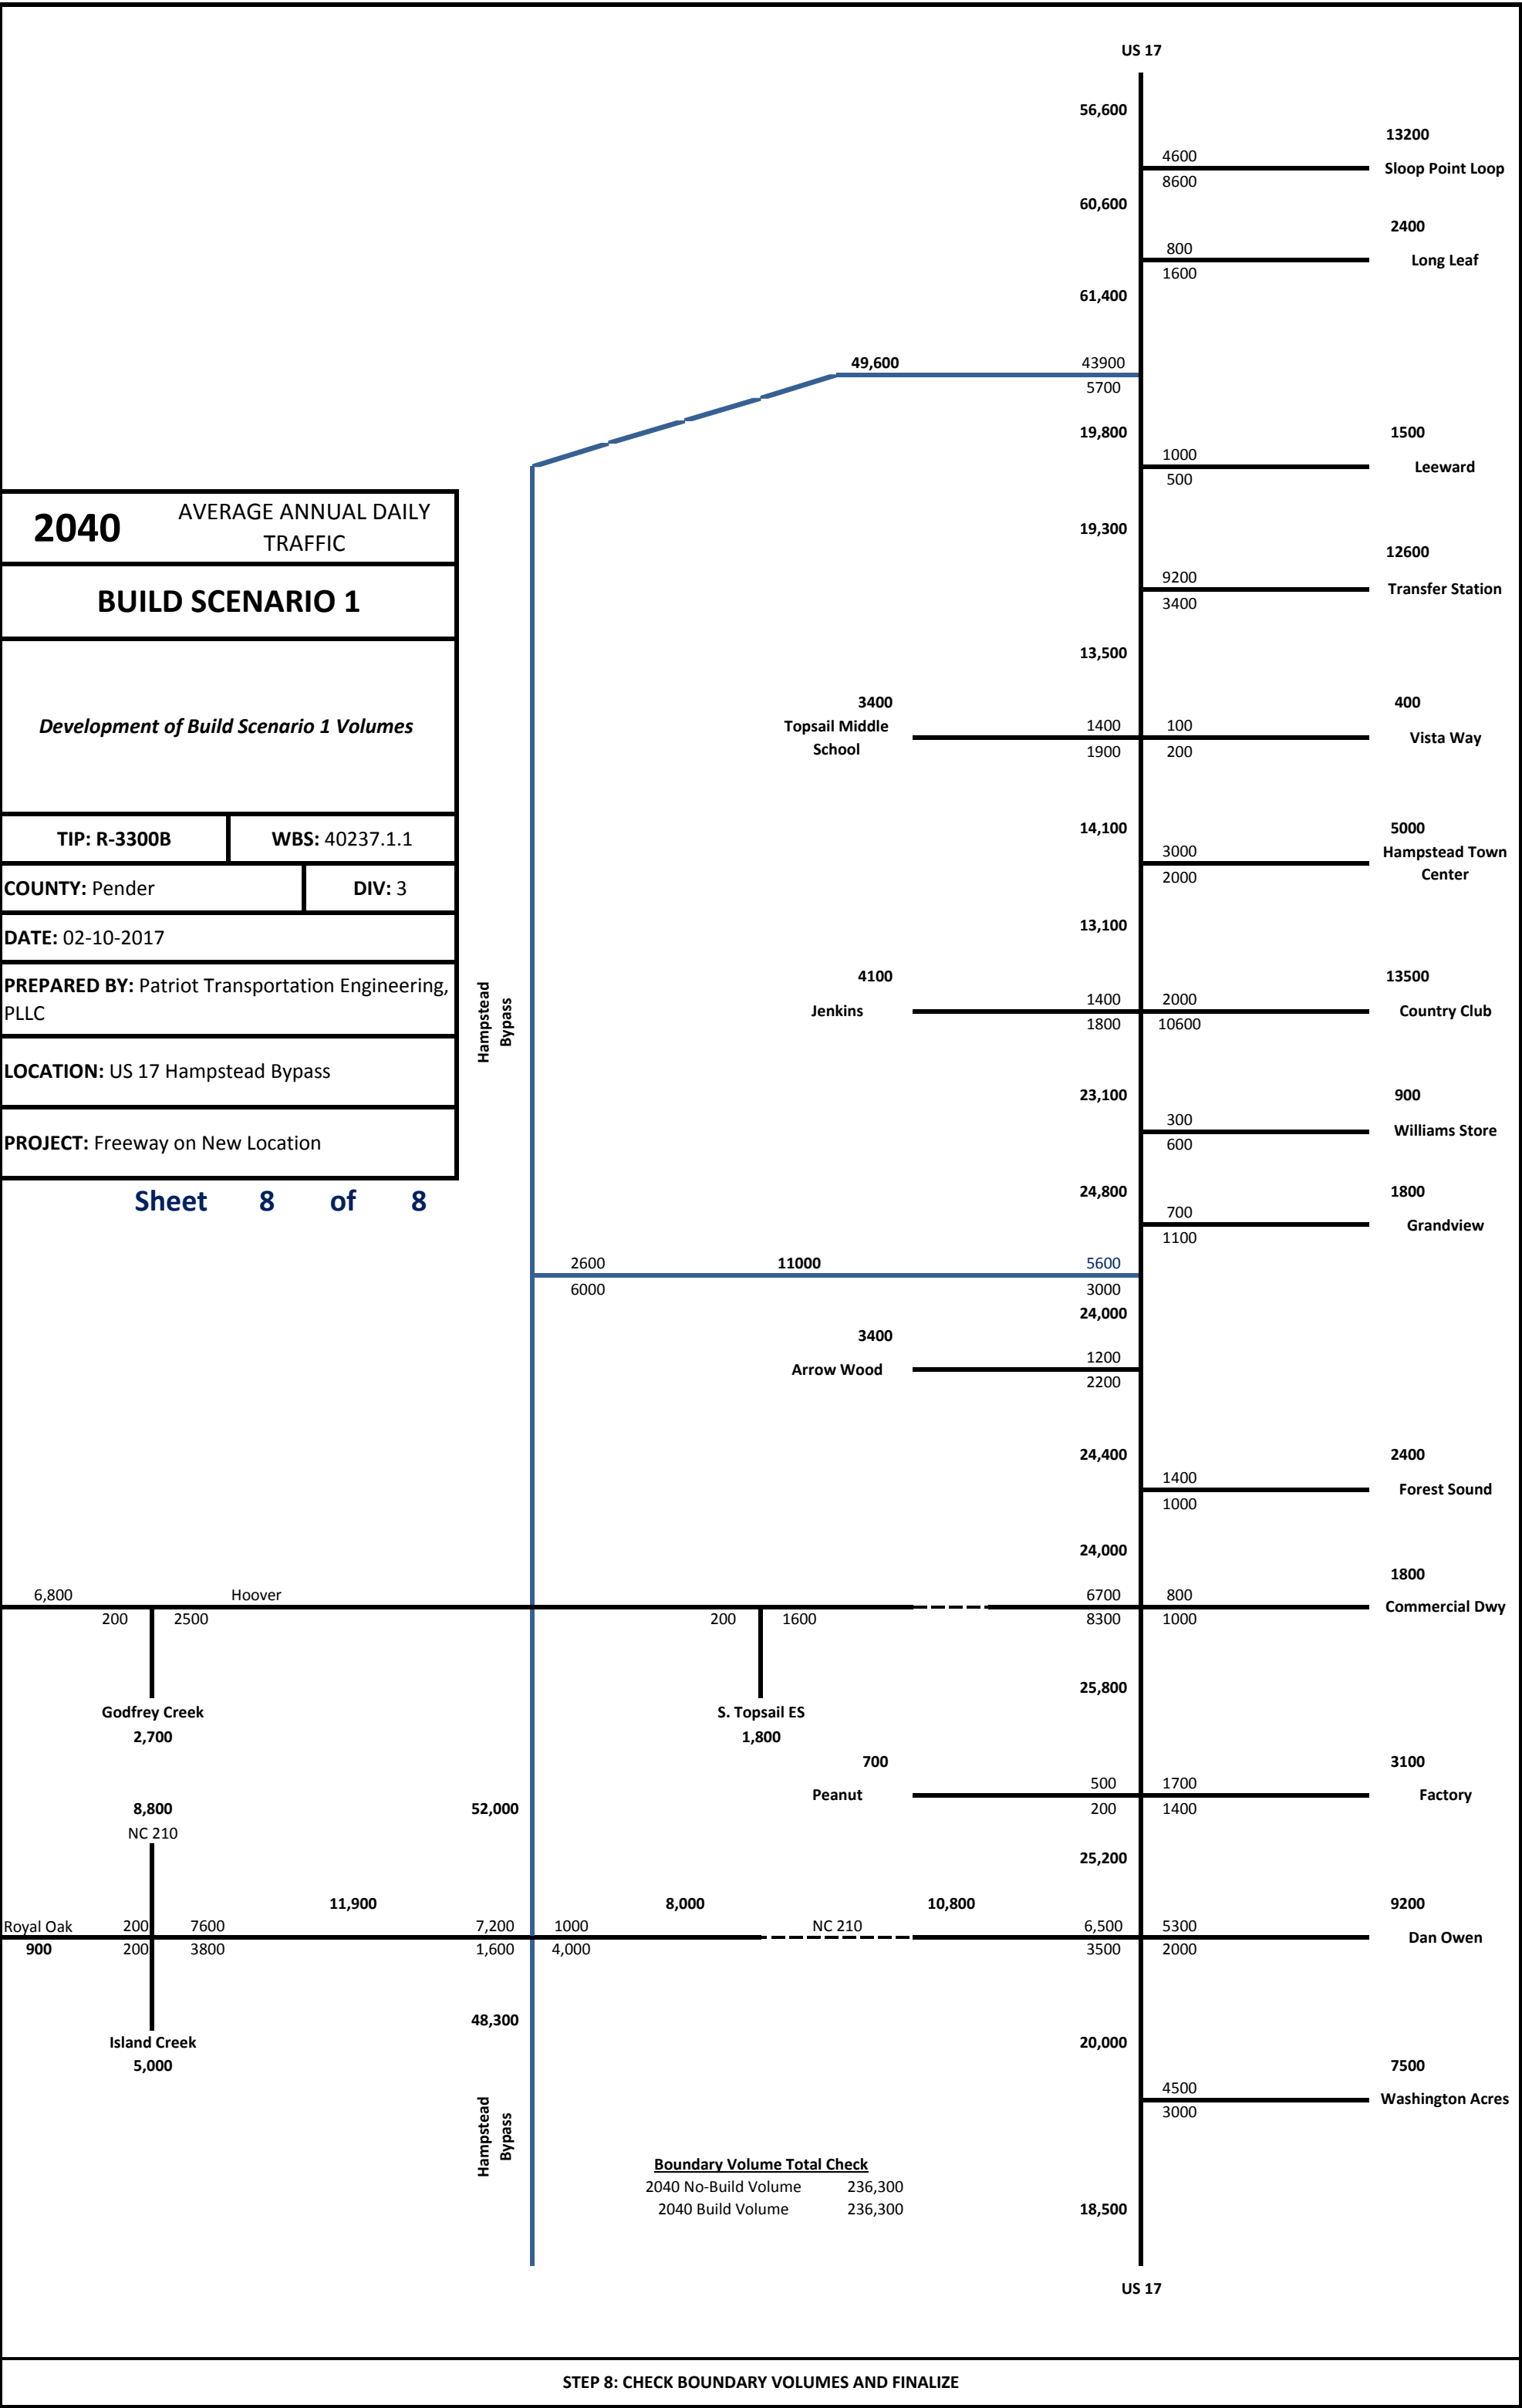 US 17
56,600
13200
4600
Sloop Point Loop
8600
60,600
2400
800
Long Leaf
1600
61,400
49,600
43900
5700
19,800
1500
1000
Leeward
500
2040
AVERAGE ANNUAL DAILY
TRAFFIC
BUILD SCENARIO 1
Development of Build Scenario 1 Volumes
TIP: R-3300B
WBS: 40237.1.1
COUNTY: Pender
DIV: 3
DATE: 02-10-2017
PREPARED BY: Patriot Transportation Engineering,
PLLC
LOCATION: US 17 Hampstead Bypass
PROJECT: Freeway on New Location
Sheet 8 of 8
19,300
12600
9200
Transfer Station
3400
13,500
3400
Topsail Middle
School
1400
1900
100
200
400
Vista Way
14,100
5000
3000
Hampstead Town
Center
2000
13,100
Hampstead
Bypass
4100
Jenkins
1400
1800
2000
10600
13500
Country Club
23,100
900
300
Williams Store
600
24,800
1800
700
Grandview
1100
2600
11000
5600
6000
3000
24,000
3400
Arrow Wood
1200
2200
24,400
2400
1400
Forest Sound
1000
24,000
1800
6,800
Hoover
6700
800
Commercial Dwy
200
2500
200
1600
8300
1000
25,800
Godfrey Creek
2,700
S. Topsail ES
1,800
700
Peanut
500
200
1700
1400
3100
Factory
8,800
NC 210
52,000
25,200
11,900
8,000
10,800
9200
Royal Oak
200
7600
7,200
1000
NC 210
6,500
5300
Dan Owen
900
200
3800
1,600
4,000
3500
2000
48,300
Island Creek
5,000
20,000
7500
4500
Washington Acres
3000
Hampstead
Bypass
Boundary Volume Total Check
2040 No-Build Volume 236,300
2040 Build Volume 236,300
18,500
US 17
STEP 8: CHECK BOUNDARY VOLUMES AND FINALIZE